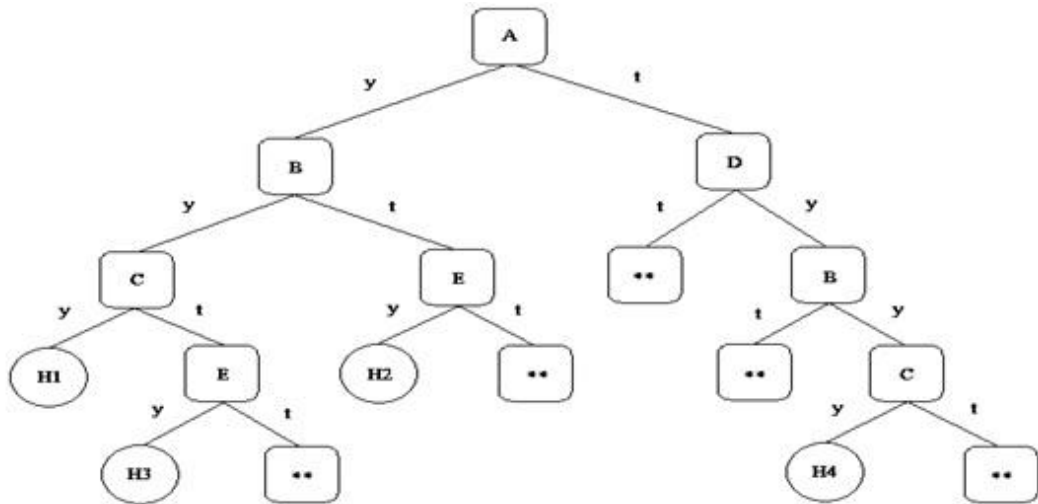 A
y t
B D
y t t y
C E ** B
y t y t t y
H1 E H2 ** ** C
y t y t
H3 ** H4 **